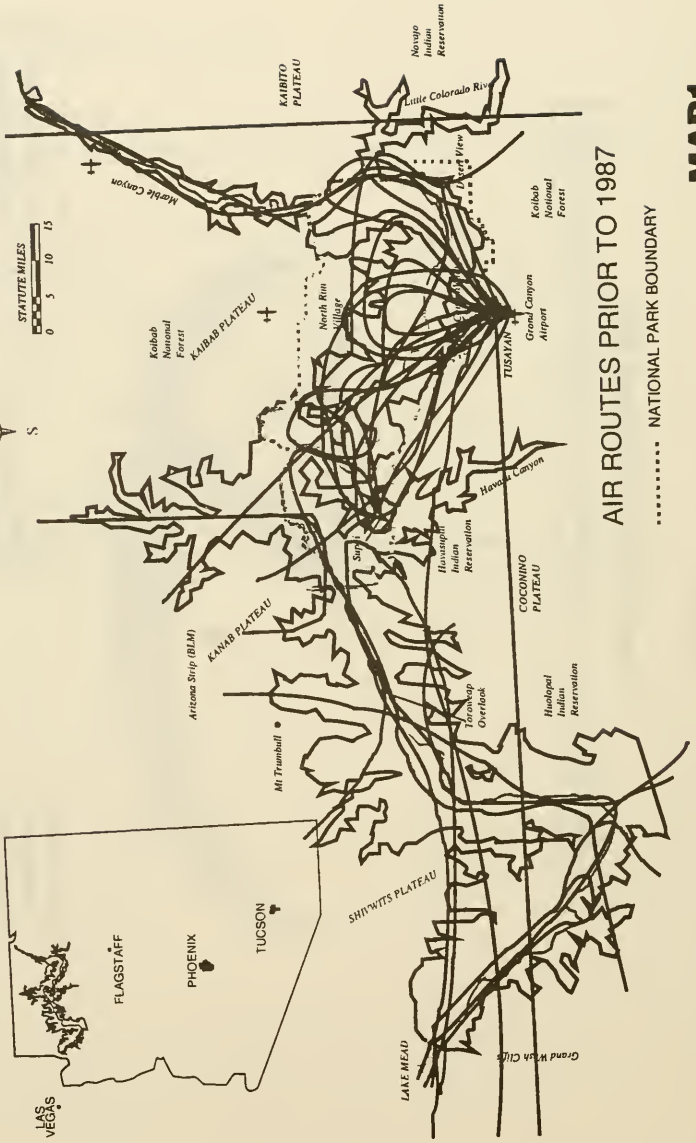 LAS
VEGAS
FLAGSTAFF
PHOENIX
TUCSON
S
STATUTE MILES
0 5 10 15
Marble Canyon
KAIBITO
PLATEAU
Kaibab
National
Forest
KAIBAB PLATEAU
North Rim
Village
Navajo
Indian
Reservation
Little Colorado River
Desert View
Kaibab
National
Forest
TUSAYAN
Grand Canyon
Airport
Arizona Strip (BLM)
KANAB PLATEAU
Mt Trumbull
Supai
Havasupai
Indian
Reservation
Havasu Canyon
Toroweap
Overlook
COCONINO
PLATEAU
Hualapai
Indian
Reservation
SHIVWITS PLATEAU
LAKE MEAD
Grand Wash Cliffs
AIR ROUTES PRIOR TO 1987
NATIONAL PARK BOUNDARY
MAP1